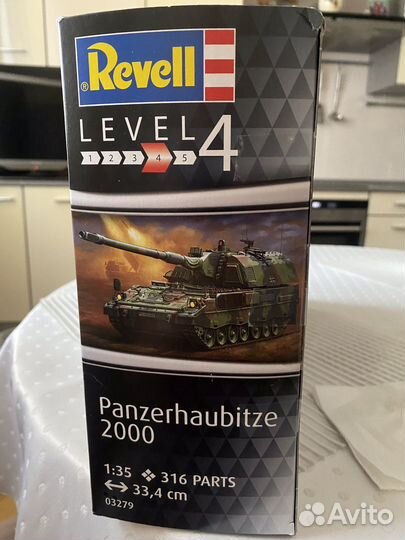 ® Revell
LEVEL 4
1 2 3 4 5
Panzerhaubitze
2000
1:35 316 PARTS
33,4 cm
03279
Avito